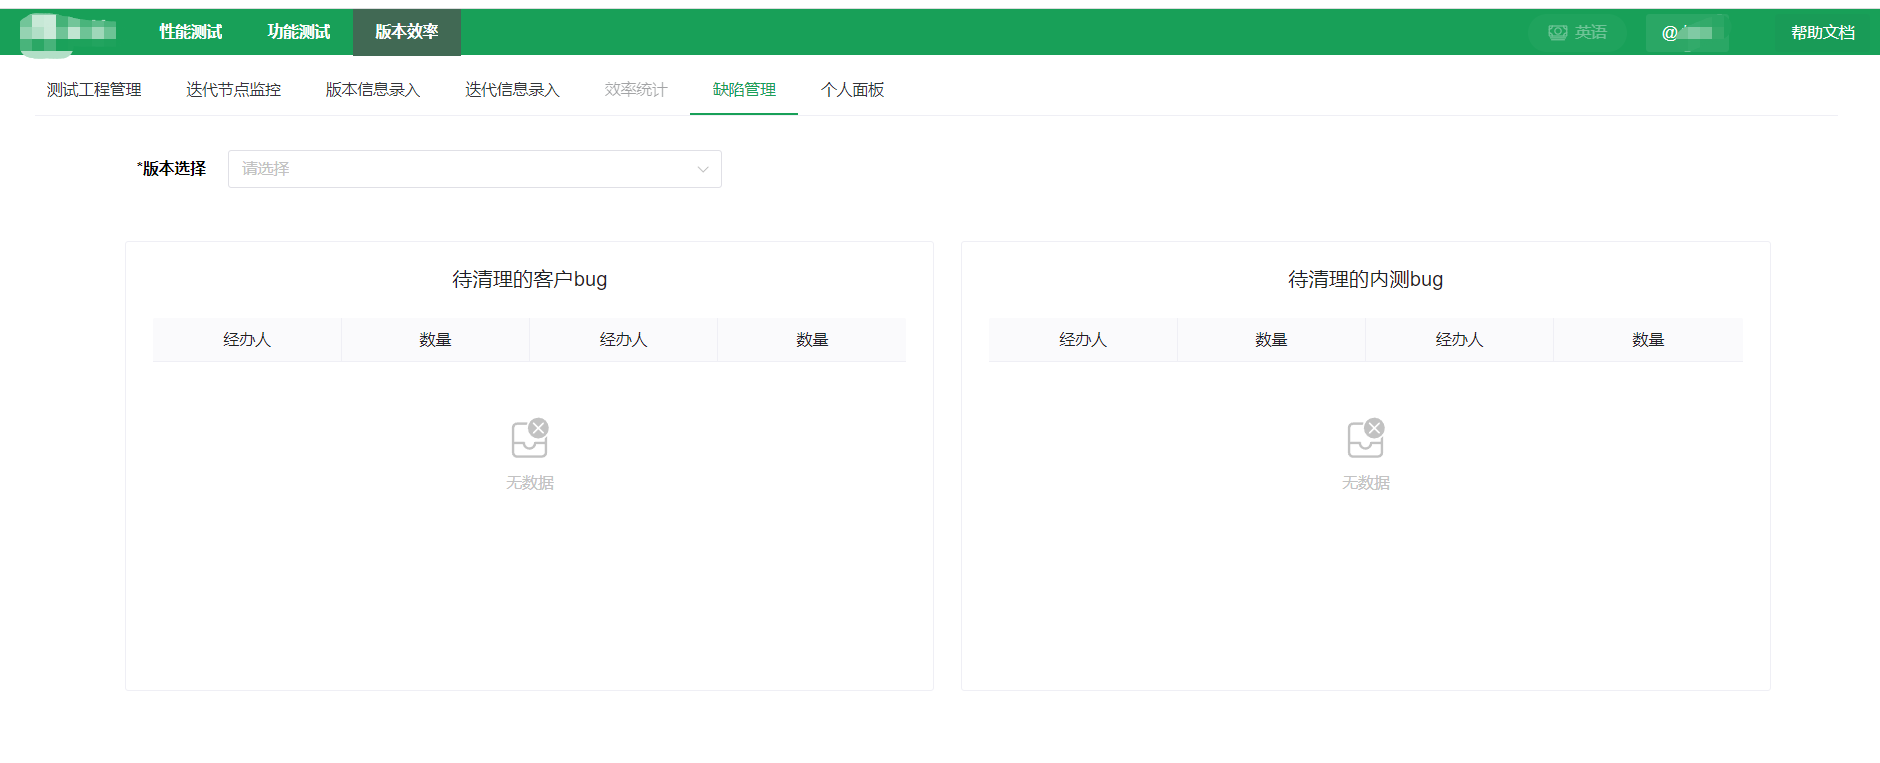 性能测试 功能测试 版本效率 英语 @ 帮助文档
测试工程管理 迭代节点监控 版本信息录入 迭代信息录入 效率统计 缺陷管理 个人面板
*版本选择 请选择
待清理的客户bug
经办人 数量 经办人 数量
无数据
待清理的内测bug
经办人 数量 经办人 数量
无数据